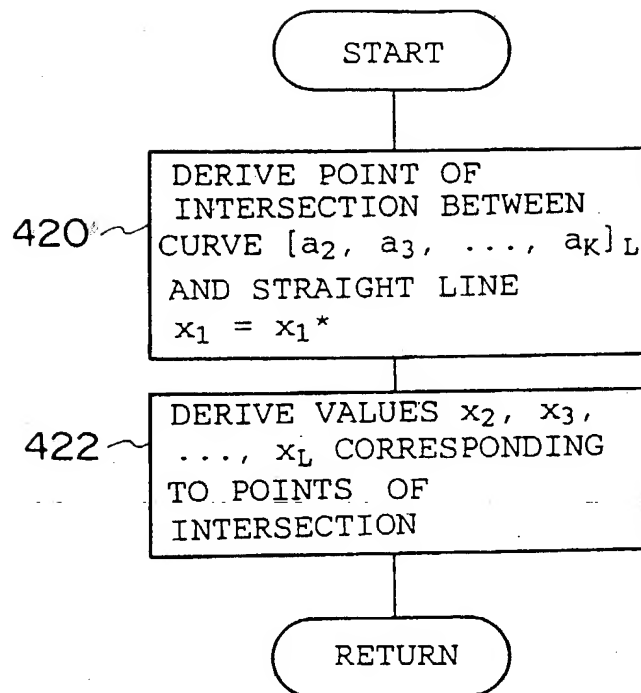 START
DERIVE POINT OF
INTERSECTION BETWEEN
420
CURVE [a₂, a₃, ..., aₖ]L
AND STRAIGHT LINE
x₁ = x₁*
DERIVE VALUES x₂, x₃,
422
..., xL CORRESPONDING
TO POINTS OF
INTERSECTION
RETURN